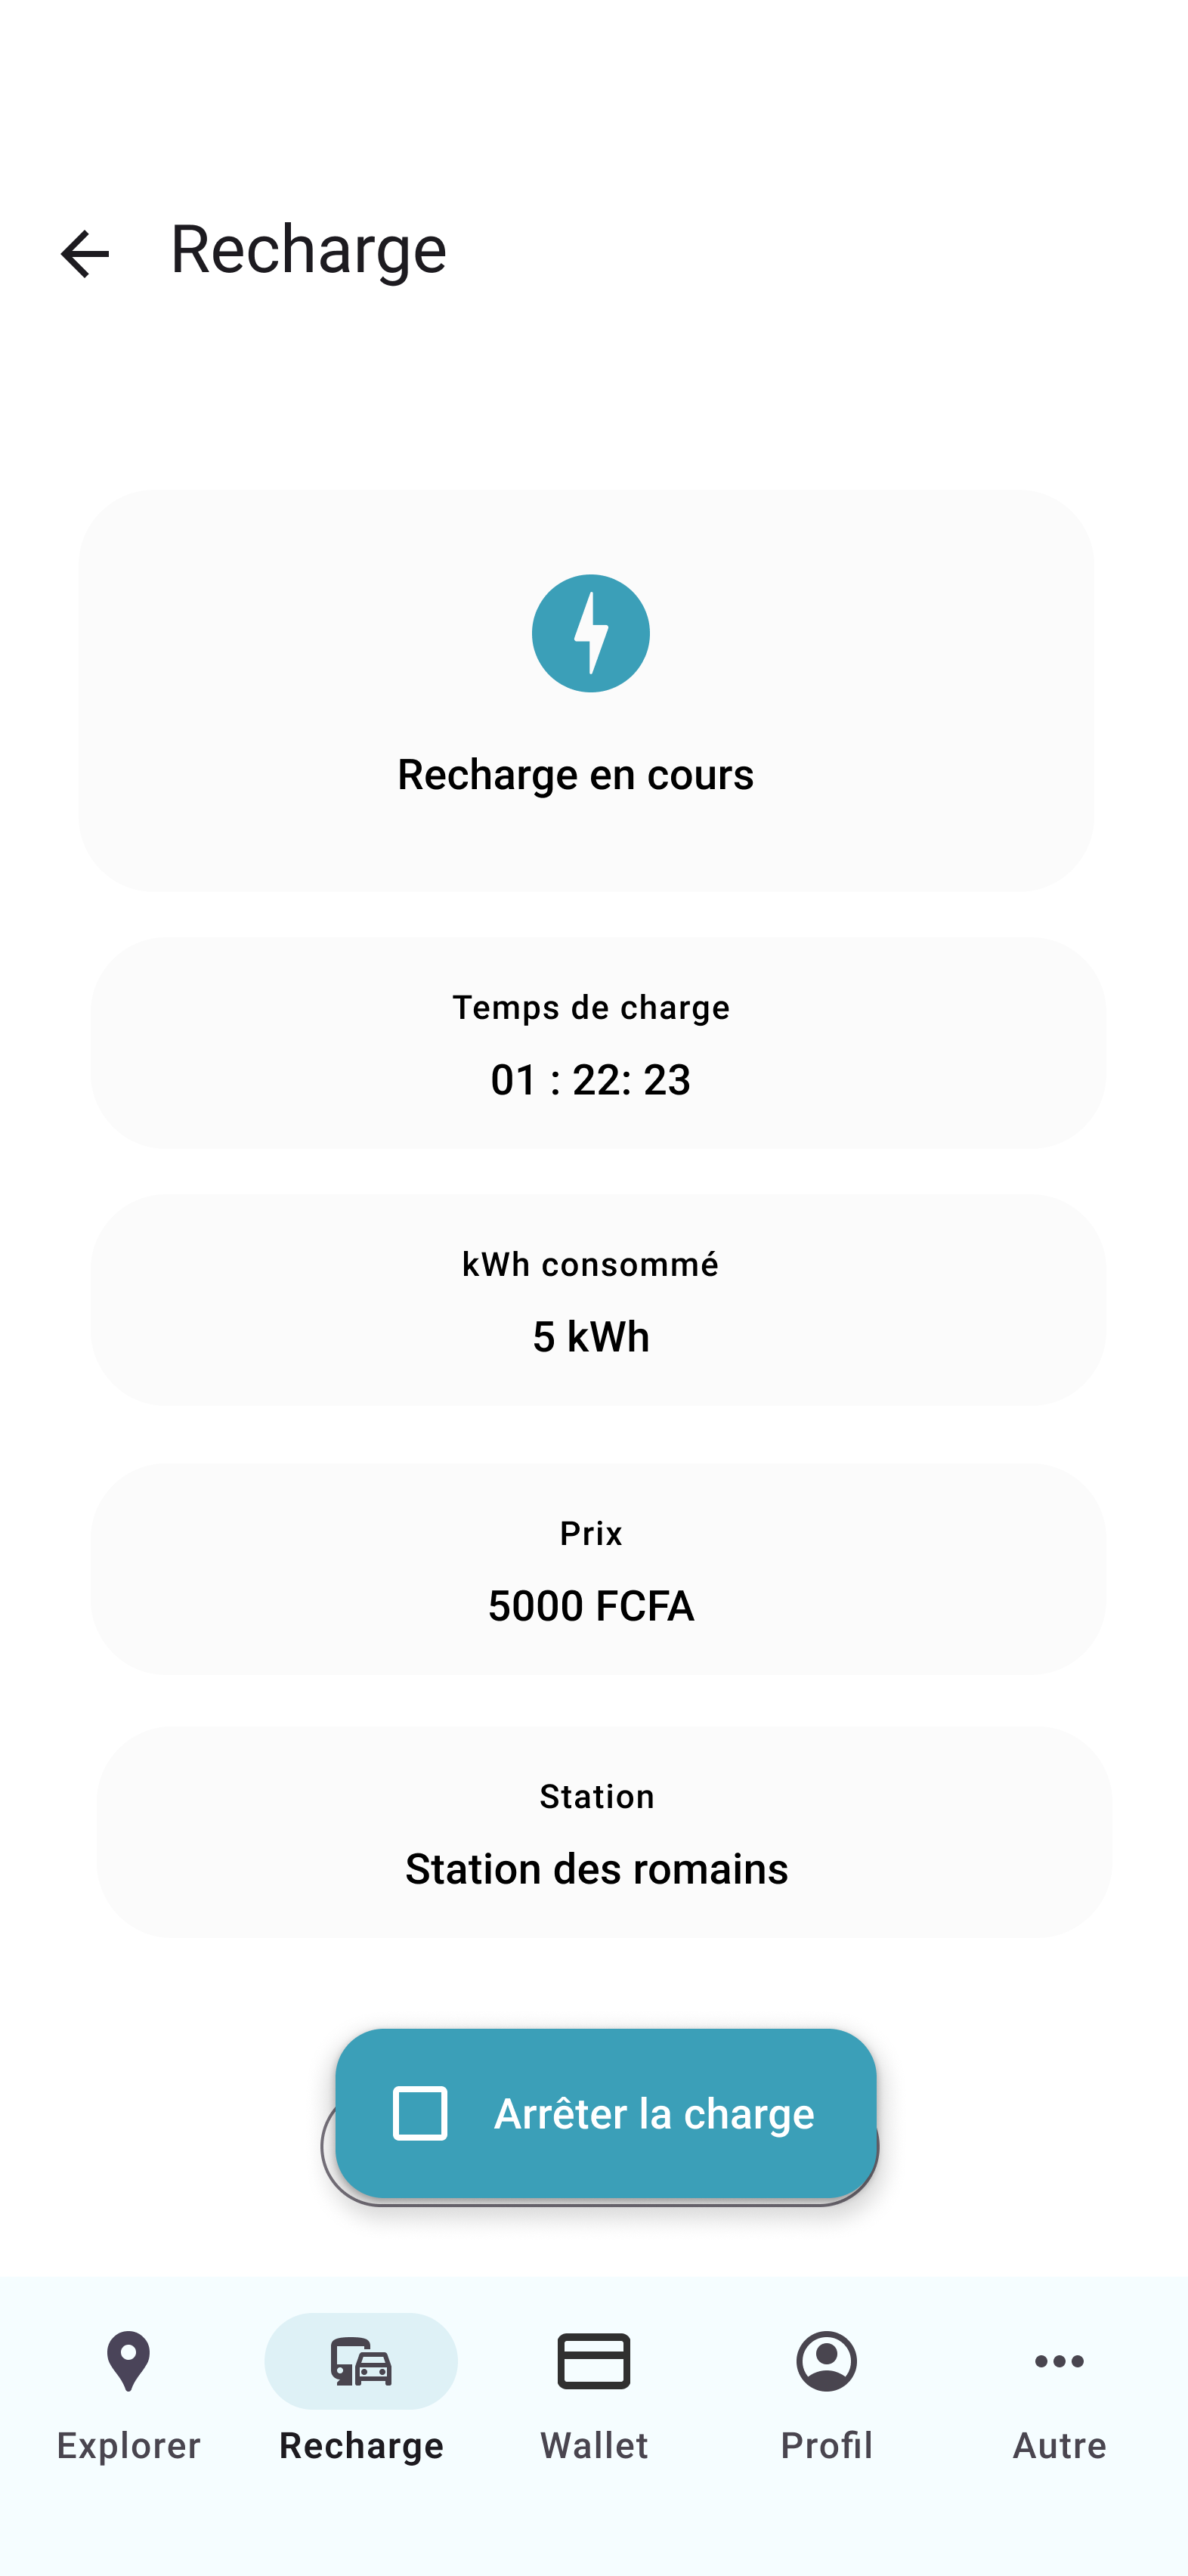 Recharge
Recharge en cours
Temps de charge
01 : 22: 23
kWh consommé
5 kWh
Prix
5000 FCFA
Station
Station des romains
Arrêter la charge
Explorer
Recharge
Wallet
Profil
Autre